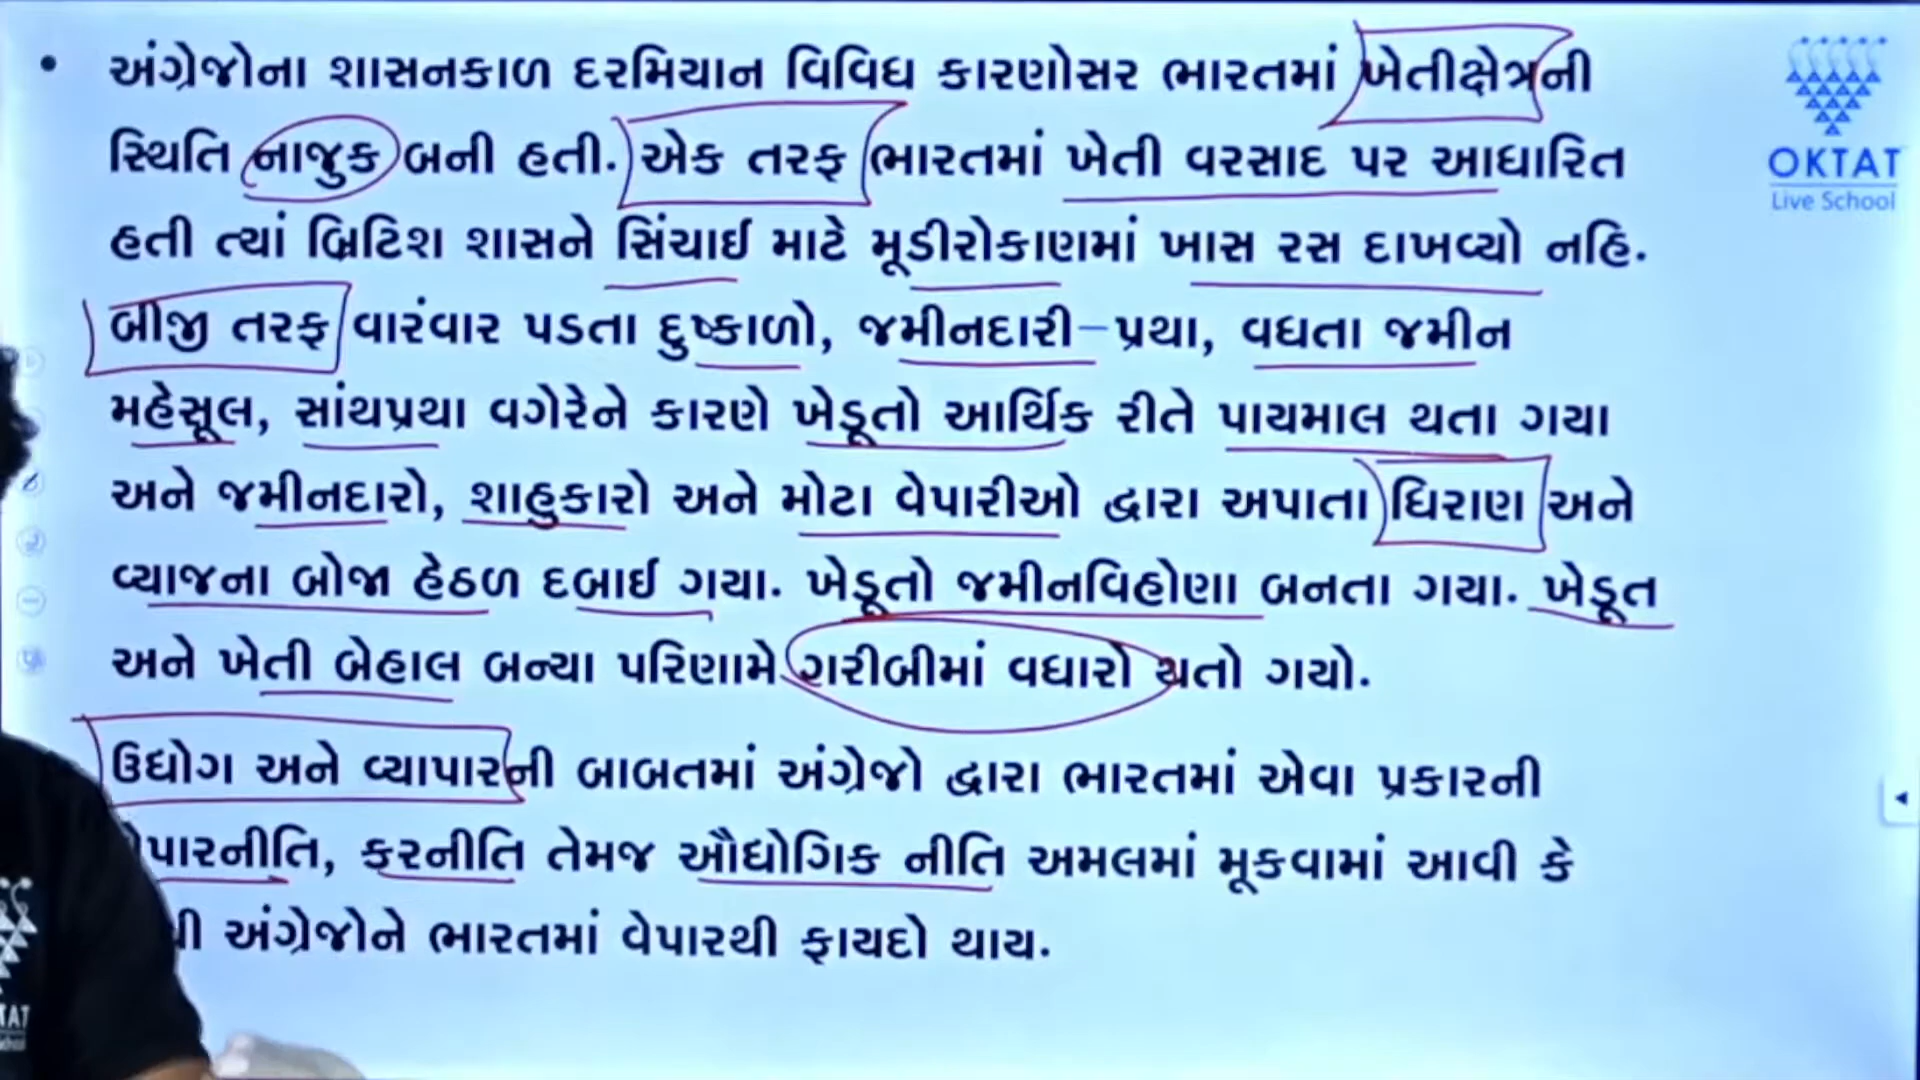 • અંગ્રેજોના શાસનકાળ દરમિયાન વિવિધ કારણોસર ભારતમાં ખેતીક્ષેત્રની
સ્થિતિ નાજુક બની હતી. એક તરફ ભારતમાં ખેતી વરસાદ પર આધારિત
હતી ત્યાં બ્રિટિશ શાસને સિંચાઈ માટે મૂડીરોકાણમાં ખાસ રસ દાખવ્યો નહિ.
બીજી તરફ વારંવાર પડતા દુષ્કાળો, જમીનદારી-પ્રથા, વધતા જમીન
મહેસૂલ, સાંથપ્રથા વગેરેને કારણે ખેડૂતો આર્થિક રીતે પાયમાલ થતા ગયા
અને જમીનદારો, શાહુકારો અને મોટા વેપારીઓ દ્વારા અપાતા ધિરાણ અને
વ્યાજના બોજા હેઠળ દબાઈ ગયા. ખેડૂતો જમીનવિહોણા બનતા ગયા. ખેડૂત
અને ખેતી બેહાલ બન્યા પરિણામે ગરીબીમાં વધારો થતો ગયો.
ઉદ્યોગ અને વ્યાપારની બાબતમાં અંગ્રેજો દ્વારા ભારતમાં એવા પ્રકારની
પારનીતિ, કરનીતિ તેમજ ઔદ્યોગિક નીતિ અમલમાં મૂકવામાં આવી કે
અંગ્રેજોને ભારતમાં વેપારથી ફાયદો થાય.
OKTAT
Live School